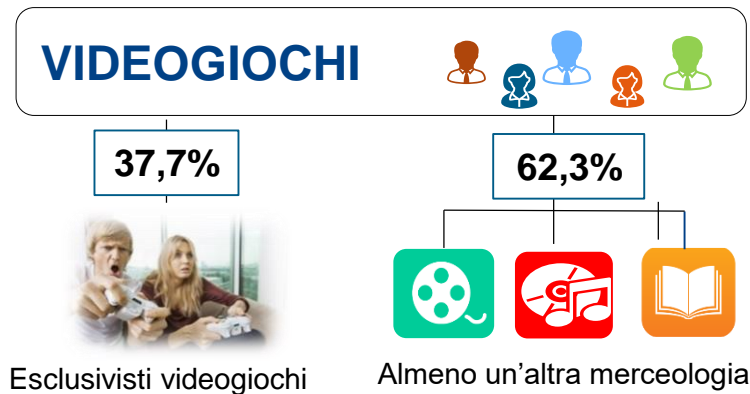 VIDEOGIOCHI
37,7%
62,3%
Esclusivisti videogiochi
Almeno un’altra merceologia